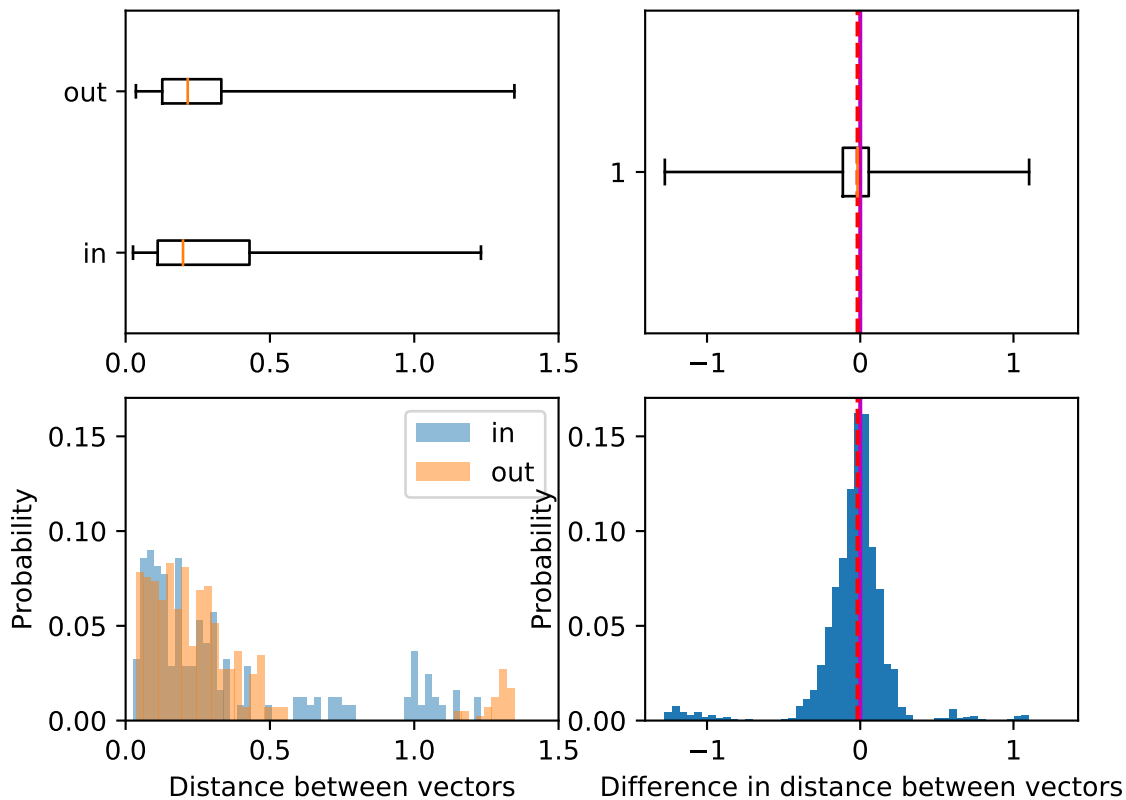 out
in
0.0 0.5 1.0 1.5
1
−1 0 1
in
out
Probability
0.15
0.10
0.05
0.00
0.0 0.5 1.0 1.5
Distance between vectors
Probability
0.15
0.10
0.05
0.00
−1 0 1
Difference in distance between vectors